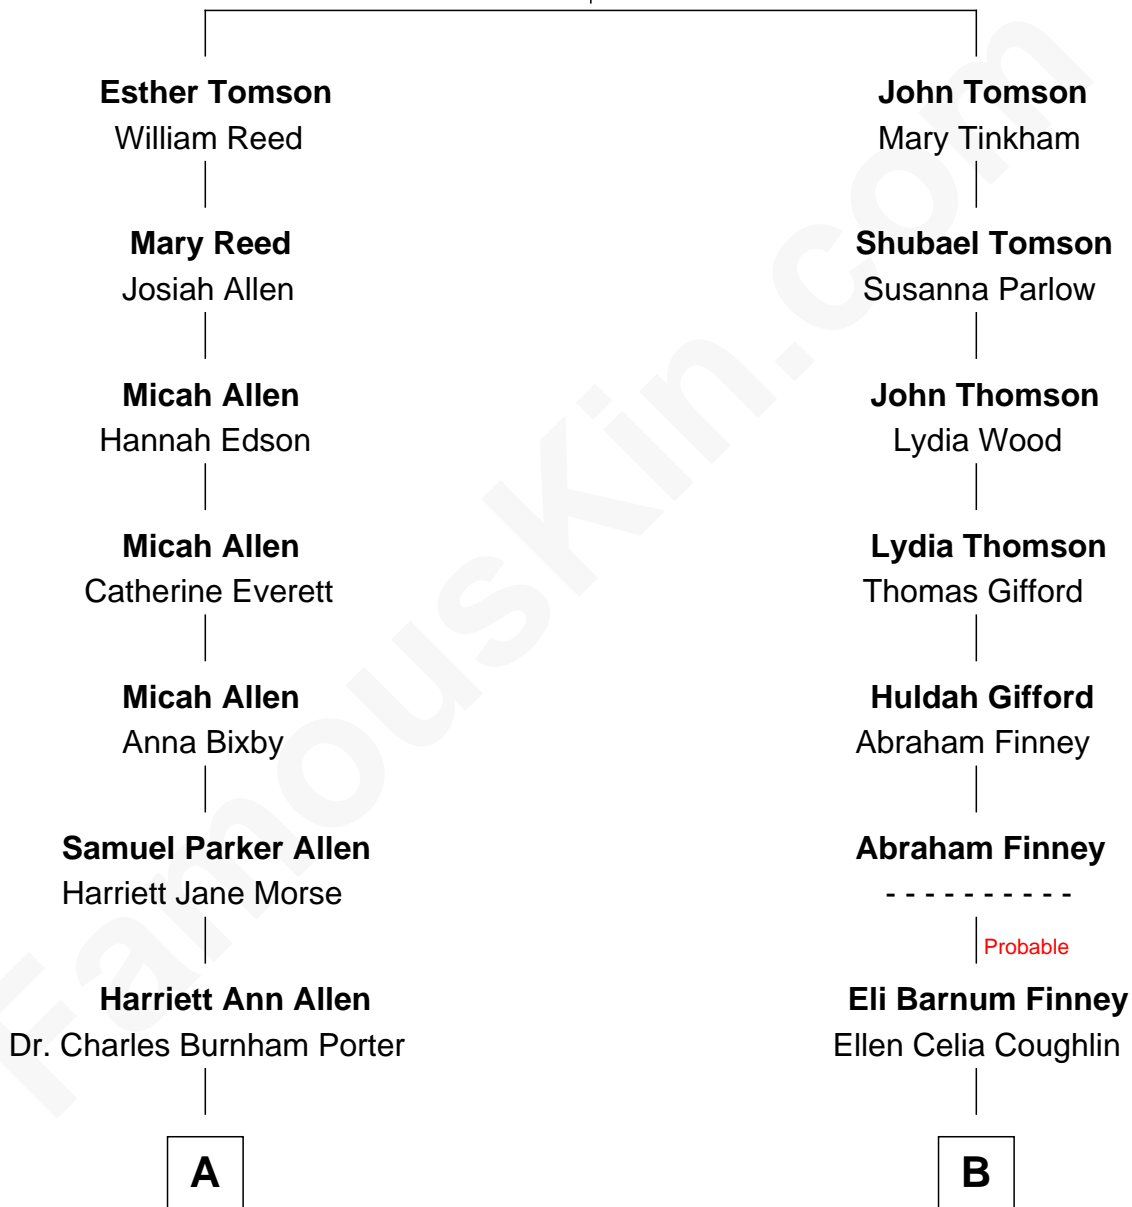 Esther Tomson
William Reed
John Tomson
Mary Tinkham
Mary Reed
Josiah Allen
Shubael Tomson
Susanna Parlow
Micah Allen
Hannah Edson
John Thomson
Lydia Wood
Micah Allen
Catherine Everett
Lydia Thomson
Thomas Gifford
Micah Allen
Anna Bixby
Huldah Gifford
Abraham Finney
Samuel Parker Allen
Harriett Jane Morse
Abraham Finney
- - - - - - - - - -
Probable
Harriett Ann Allen
Dr. Charles Burnham Porter
Eli Barnum Finney
Ellen Celia Coughlin
A
B
FamousKin.com